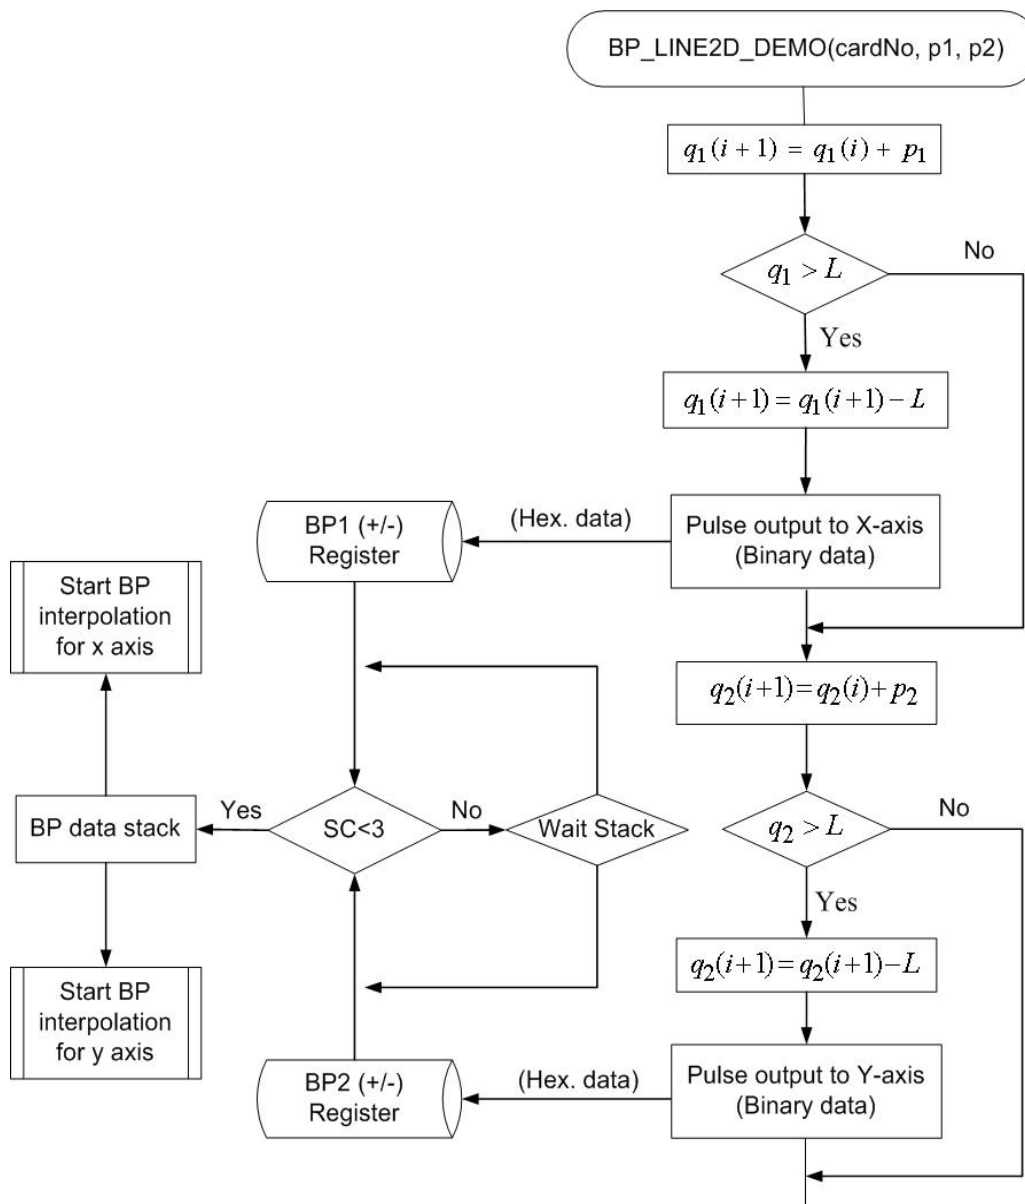 BP_LINE2D_DEMO(cardNo, p1, p2)
q₁(i+1) = q₁(i) + p₁
q₁ > L
No
Yes
q₁(i+1) = q₁(i+1) − L
Pulse output to X-axis
(Binary data)
(Hex. data)
BP1 (+/-)
Register
Start BP
interpolation
for x axis
q₂(i+1) = q₂(i) + p₂
BP data stack
Yes
SC<3
No
Wait Stack
q₂ > L
No
Yes
q₂(i+1) = q₂(i+1) − L
Start BP
interpolation
for y axis
Pulse output to Y-axis
(Binary data)
(Hex. data)
BP2 (+/-)
Register